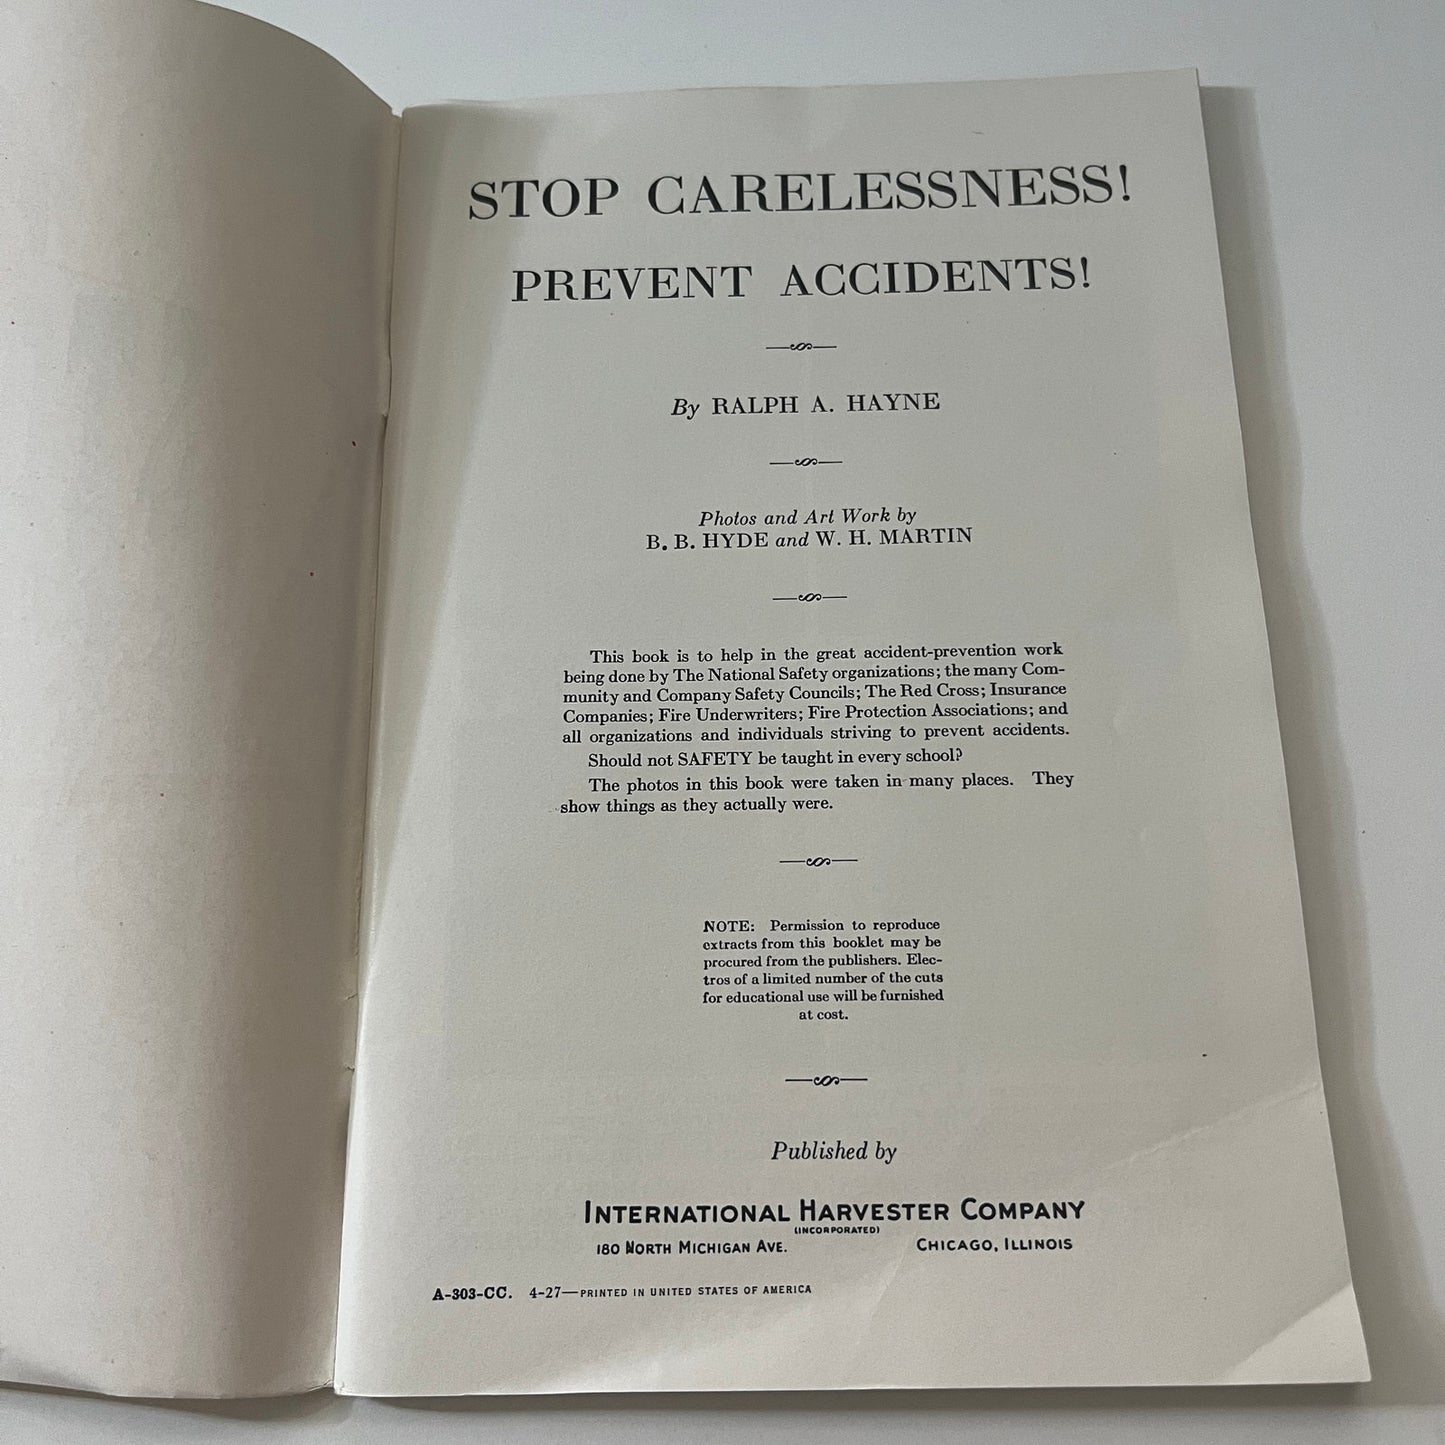 STOP CARELESSNESS!
PREVENT ACCIDENTS!
By RALPH A. HAYNE
Photos and Art Work by
B. B. HYDE and W. H. MARTIN
This book is to help in the great accident-prevention work
being done by The National Safety organizations; the many Com-
munity and Company Safety Councils; The Red Cross; Insurance
Companies; Fire Underwriters; Fire Protection Associations; and
all organizations and individuals striving to prevent accidents.
Should not SAFETY be taught in every school?
The photos in this book were taken in many places. They
show things as they actually were.
NOTE: Permission to reproduce
extracts from this booklet may be
procured from the publishers. Elec-
tros of a limited number of the cuts
for educational use will be furnished
at cost.
Published by
INTERNATIONAL HARVESTER COMPANY
(INCORPORATED)
180 NORTH MICHIGAN AVE. CHICAGO, ILLINOIS
A-303-CC. 4-27—PRINTED IN UNITED STATES OF AMERICA